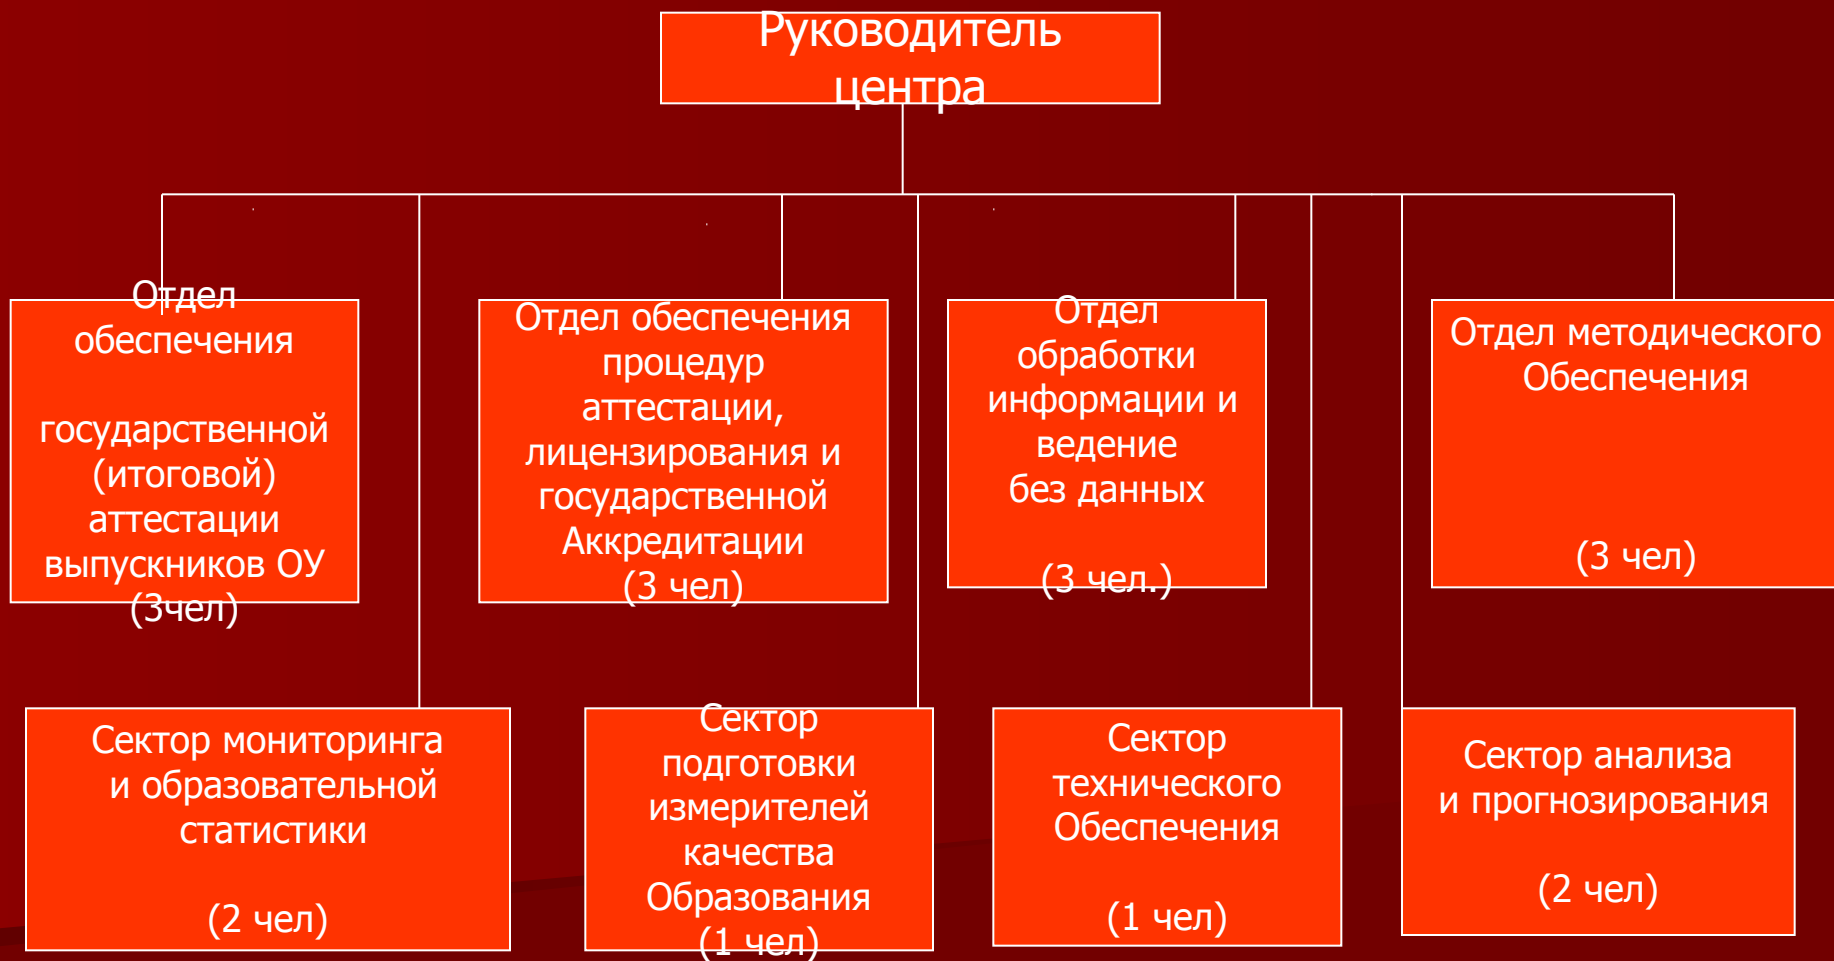 Руководитель
центра
Отдел
обеспечения
государственной
(итоговой)
аттестации
выпускников ОУ
(3чел)
Отдел обеспечения
процедур
аттестации,
лицензирования и
государственной
Аккредитации
(3 чел)
Отдел
обработки
информации и
ведение
без данных
(3 чел.)
Отдел методического
Обеспечения
(3 чел)
Сектор мониторинга
и образовательной
статистики
(2 чел)
Сектор
подготовки
измерителей
качества
Образования
(1 чел)
Сектор
технического
Обеспечения
(1 чел)
Сектор анализа
и прогнозирования
(2 чел)